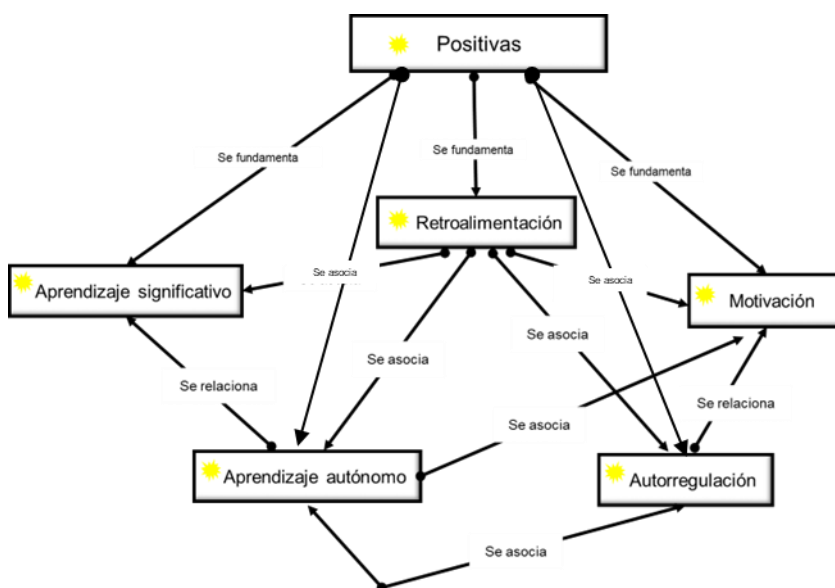 Positivas
Se fundamenta
Se fundamenta
Se fundamenta
Retroalimentación
Aprendizaje significativo
Se asocia
Se asocia
Motivación
Se asocia
Se asocia
Se relaciona
Se relaciona
Se asocia
Aprendizaje autónomo
Autorregulación
Se asocia